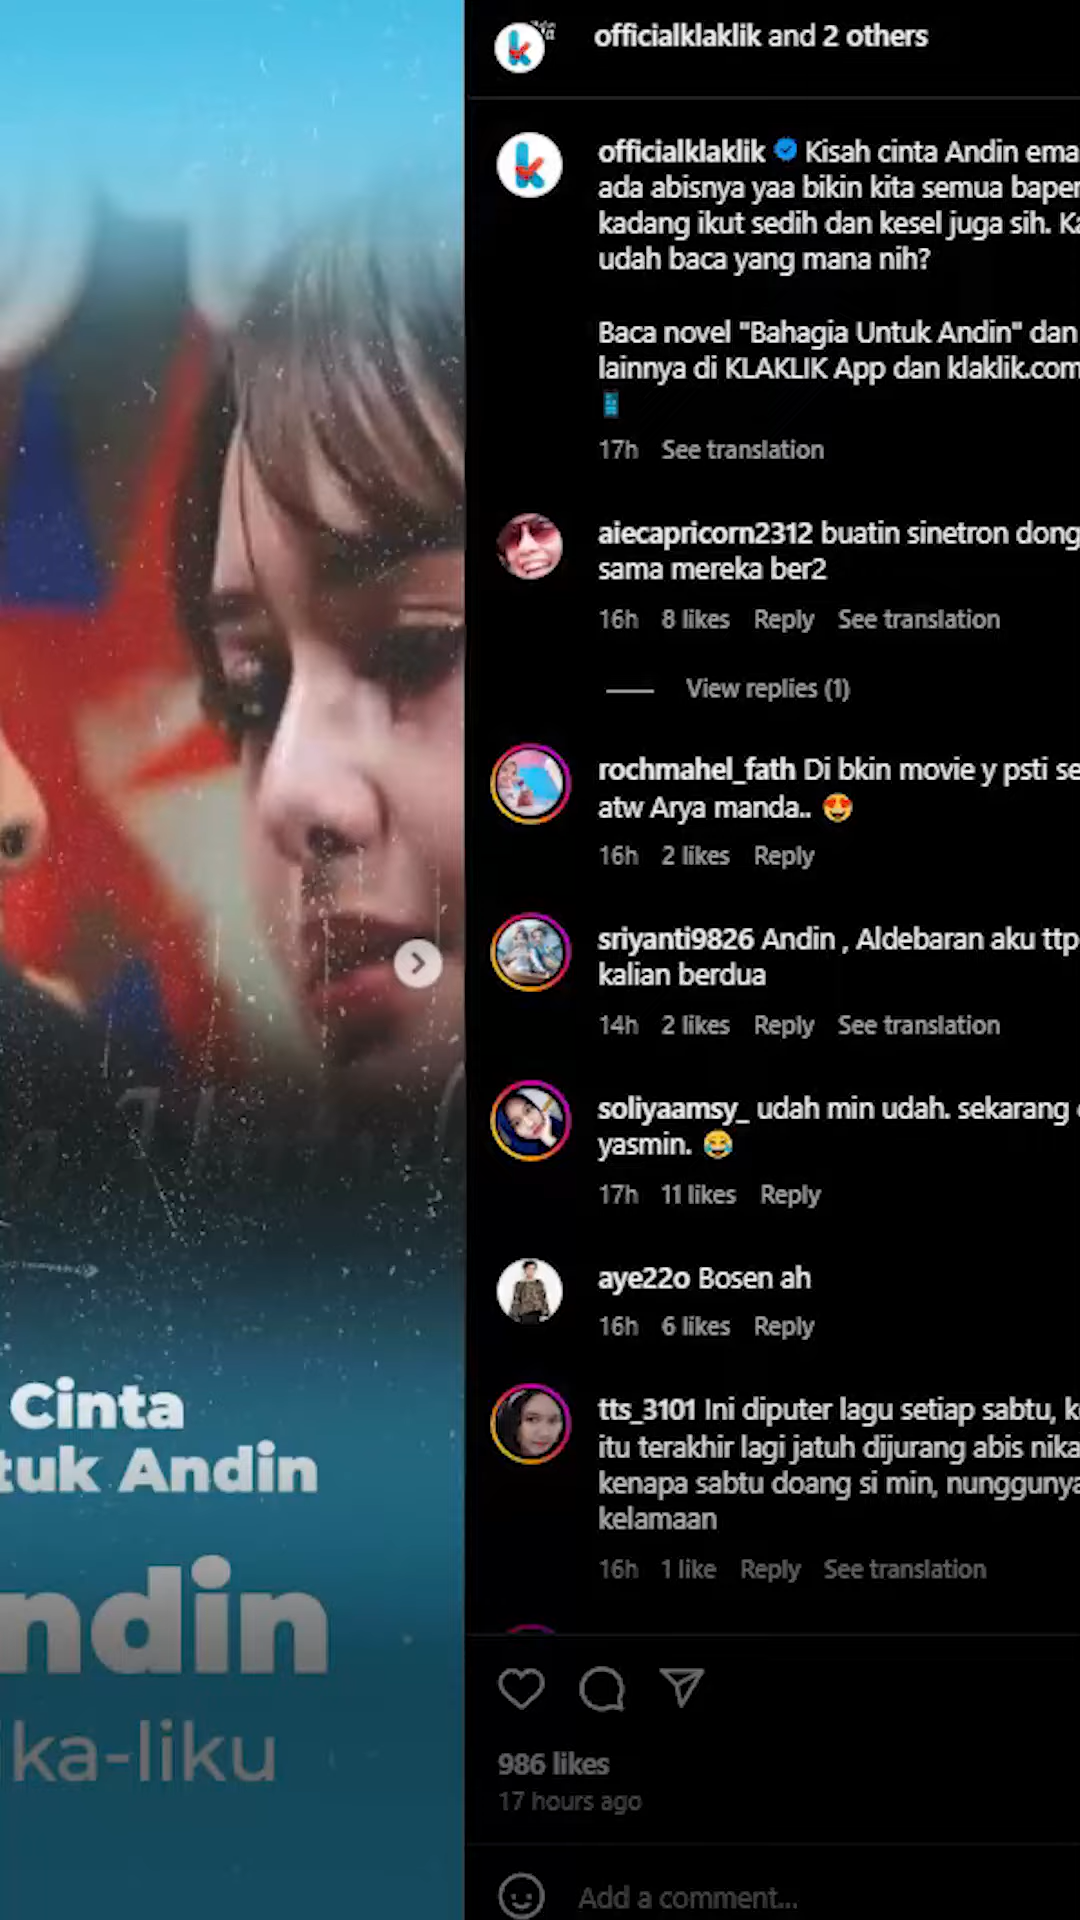 officialklaklik and 2 others
officialklaklik Kisah cinta Andin ema
ada abisnya yaa bikin kita semua baper
kadang ikut sedih dan kesel juga sih. Ka
udah baca yang mana nih?
Baca novel "Bahagia Untuk Andin" dan
lainnya di KLAKLIK App dan klaklik.com
17h See translation
aiecapricorn2312 buatin sinetron dong
sama mereka ber2
16h 8 likes Reply See translation
View replies (1)
rochmahel_fath Di bkin movie y psti se
atw Arya manda.. 😍
16h 2 likes Reply
sriyanti9826 Andin , Aldebaran aku ttp
kalian berdua
14h 2 likes Reply See translation
soliyaamsy_ udah min udah. sekarang
yasmin. 😂
17h 11 likes Reply
aye22o Bosen ah
16h 6 likes Reply
tts_3101 Ini diputer lagu setiap sabtu, k
itu terakhir lagi jatuh dijurang abis nika
kenapa sabtu doang si min, nunggunya
kelamaan
16h 1 like Reply See translation
986 likes
17 hours ago
Add a comment...
Cinta
tuk Andin
ndin
ka-liku